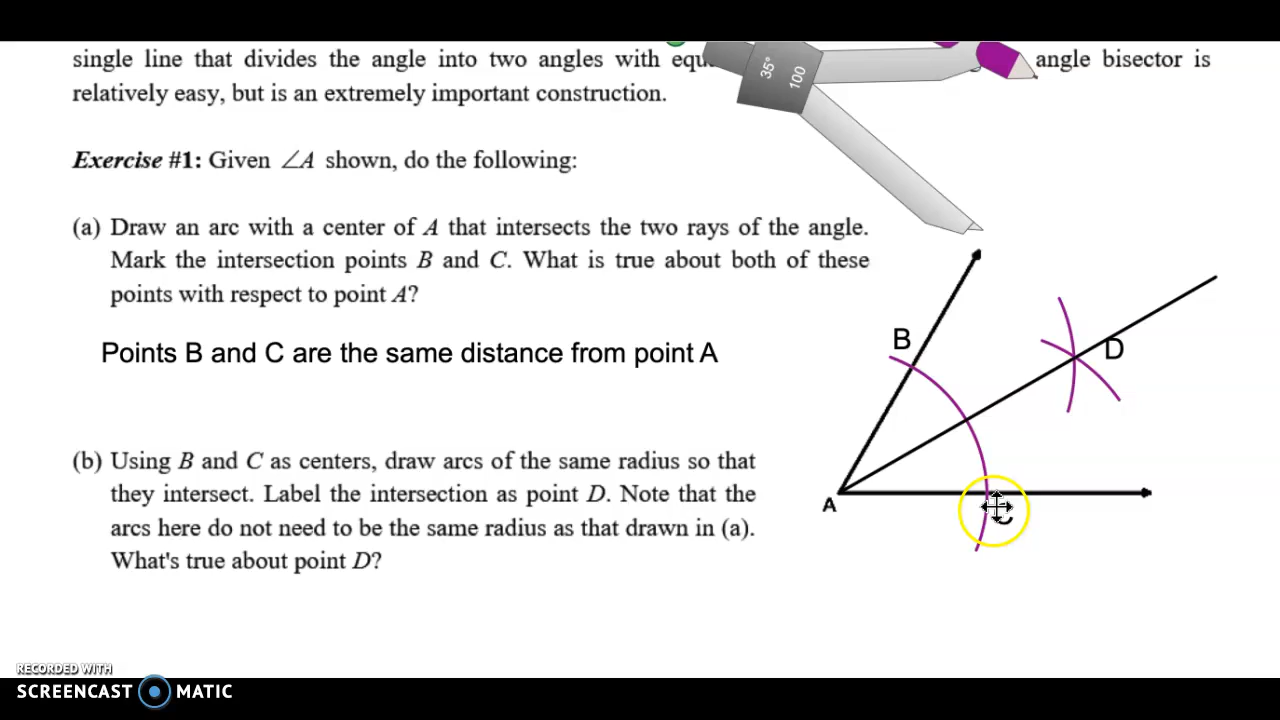 single line that divides the angle into two angles with angle bisector is
relatively easy, but is an extremely important construction.
35° 100
Exercise #1: Given ∠A shown, do the following:
(a) Draw an arc with a center of A that intersects the two rays of the angle.
Mark the intersection points B and C. What is true about both of these
points with respect to point A?
Points B and C are the same distance from point A
(b) Using B and C as centers, draw arcs of the same radius so that
they intersect. Label the intersection as point D. Note that the
arcs here do not need to be the same radius as that drawn in (a).
What's true about point D?
B
D
A
C
RECORDED WITH
SCREENCAST MATIC